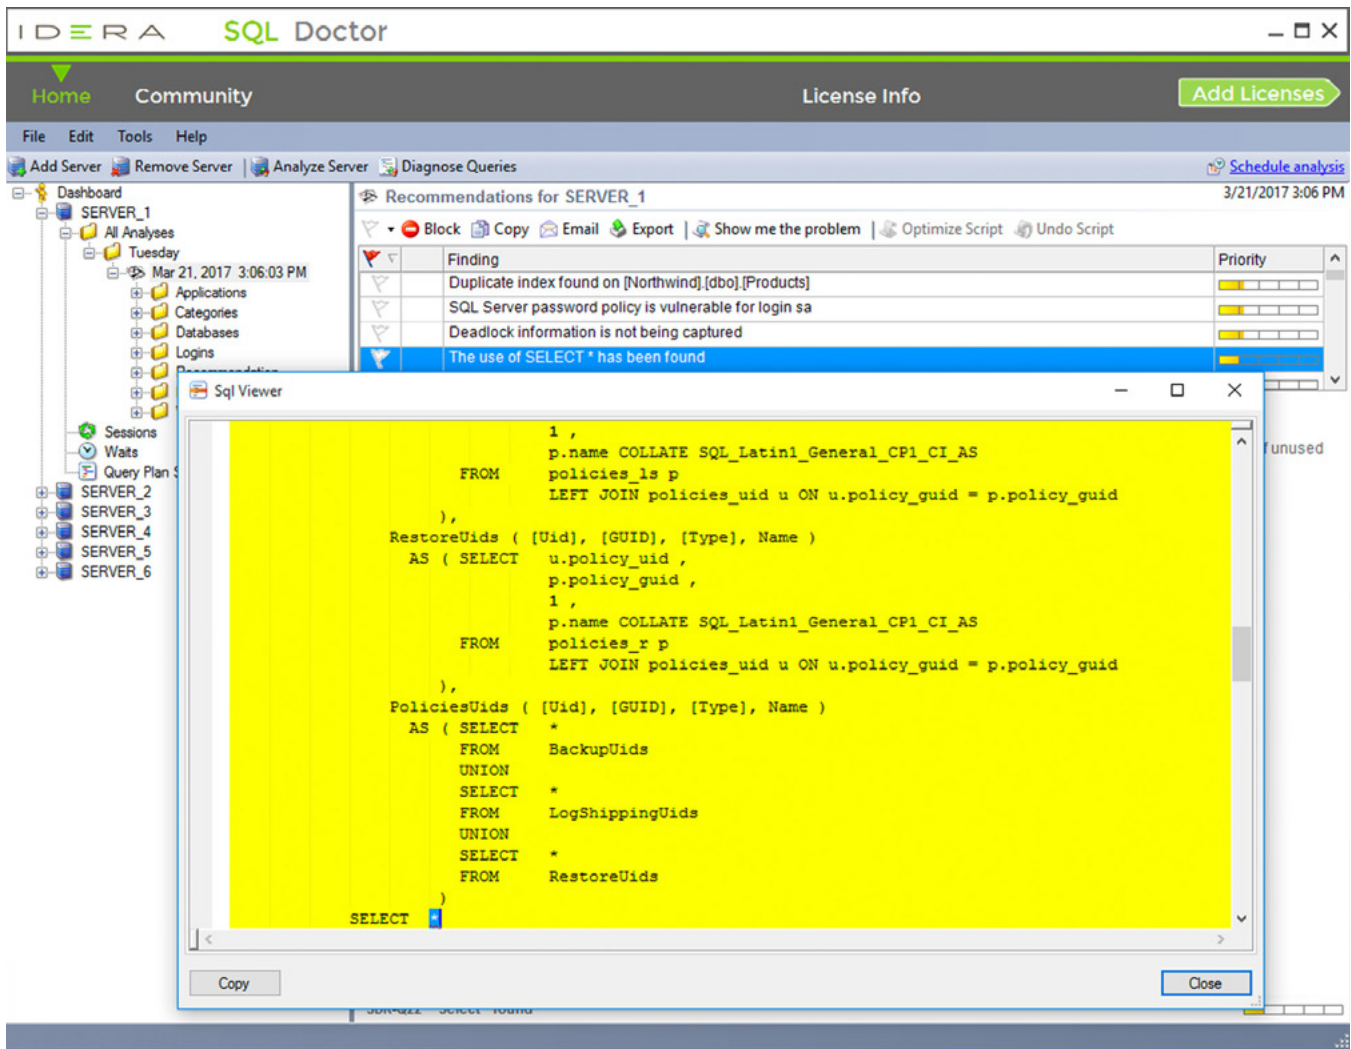 IDERA SQL Doctor
Home Community License Info Add Licenses
File Edit Tools Help
Add Server Remove Server Analyze Server Diagnose Queries Schedule analysis
Dashboard
SERVER_1
All Analyses
Tuesday
Mar 21, 2017 3:06:03 PM
Applications
Categories
Databases
Logins
Sessions
Waits
Query Plan
SERVER_2
SERVER_3
SERVER_4
SERVER_5
SERVER_6
Recommendations for SERVER_1 3/21/2017 3:06 PM
Block Copy Email Export Show me the problem Optimize Script Undo Script
Finding Priority
Duplicate index found on [Northwind].[dbo].[Products]
SQL Server password policy is vulnerable for login sa
Deadlock information is not being captured
The use of SELECT * has been found
unused
Sql Viewer
1 ,
p.name COLLATE SQL_Latin1_General_CP1_CI_AS
FROM policies_ls p
LEFT JOIN policies_uid u ON u.policy_guid = p.policy_guid
),
RestoreUids ( [Uid], [GUID], [Type], Name )
AS ( SELECT u.policy_uid ,
p.policy_guid ,
1 ,
p.name COLLATE SQL_Latin1_General_CP1_CI_AS
FROM policies_r p
LEFT JOIN policies_uid u ON u.policy_guid = p.policy_guid
),
PoliciesUids ( [Uid], [GUID], [Type], Name )
AS ( SELECT *
FROM BackupUids
UNION
SELECT *
FROM LogShippingUids
UNION
SELECT *
FROM RestoreUids
)
SELECT *
Copy Close